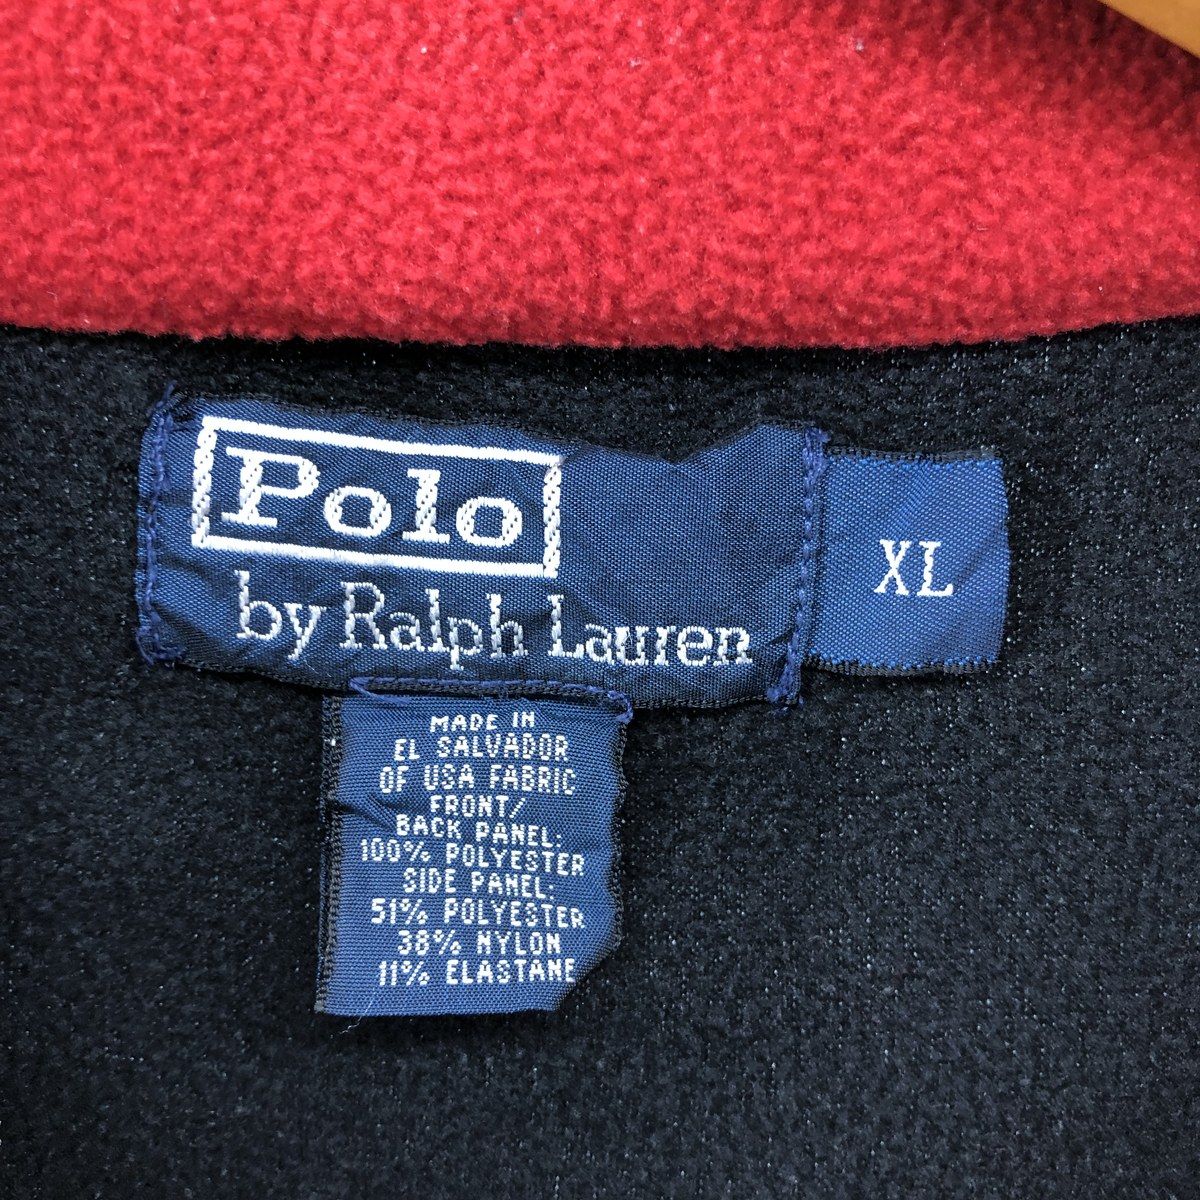 Polo
by Ralph Lauren
XL
MADE IN
EL SALVADOR
OF USA FABRIC
FRONT/
BACK PANEL:
100% POLYESTER
SIDE PANEL:
51% POLYESTER
38% NYLON
11% ELASTANE